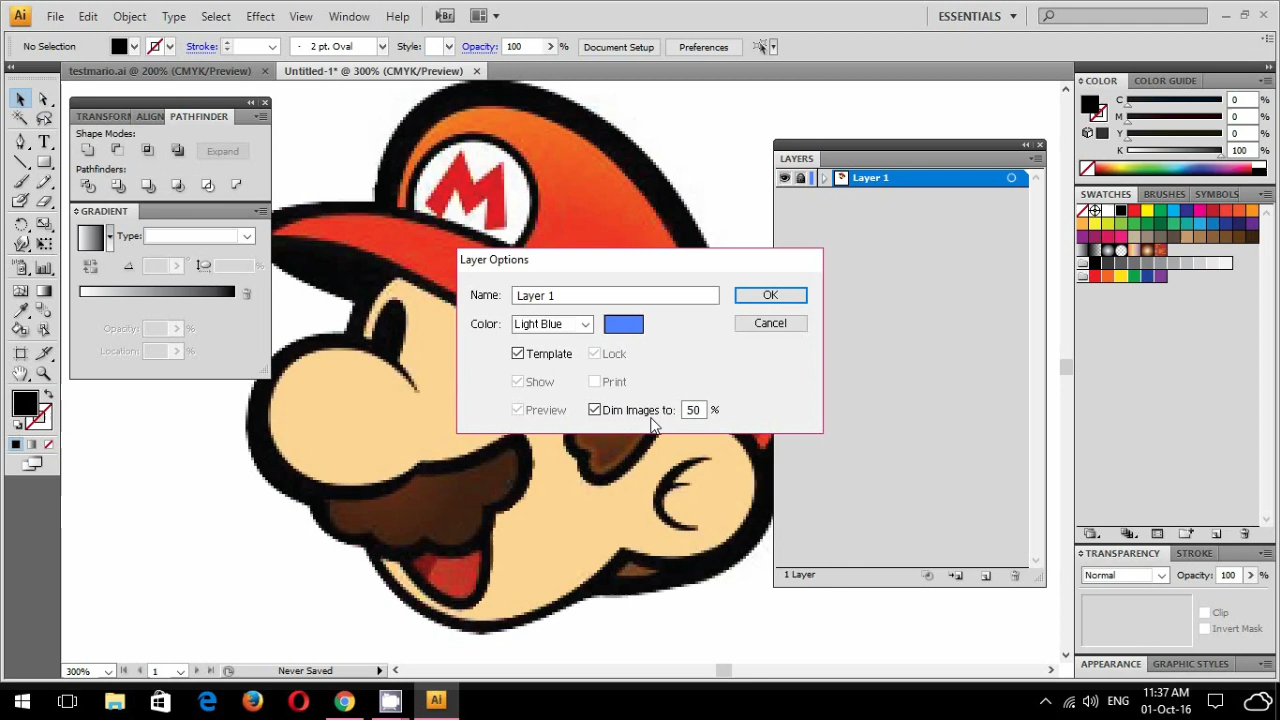 Ai File Edit Object Type Select Effect View Window Help Br ESSENTIALS
No Selection Stroke: 2 pt. Oval Style: Opacity: 100 % Document Setup Preferences
testmario.ai @ 200% (CMYK/Preview) Untitled-1* @ 300% (CMYK/Preview)
TRANSFORM ALIGN PATHFINDER
Shape Modes:
Expand
Pathfinders:
GRADIENT
Type:
Opacity: %
Location: %
M
LAYERS
Layer 1
1 Layer
Layer Options
Name: Layer 1 OK
Color: Light Blue Cancel
Template Lock
Show Print
Preview Dim Images to: 50 %
COLOR COLOR GUIDE
C 0 %
M 0 %
Y 0 %
K 100 %
SWATCHES BRUSHES SYMBOLS
TRANSPARENCY STROKE
Normal Opacity: 100 %
Clip
Invert Mask
APPEARANCE GRAPHIC STYLES
300% 1 Never Saved
Ai ENG 11:37 AM
01-Oct-16